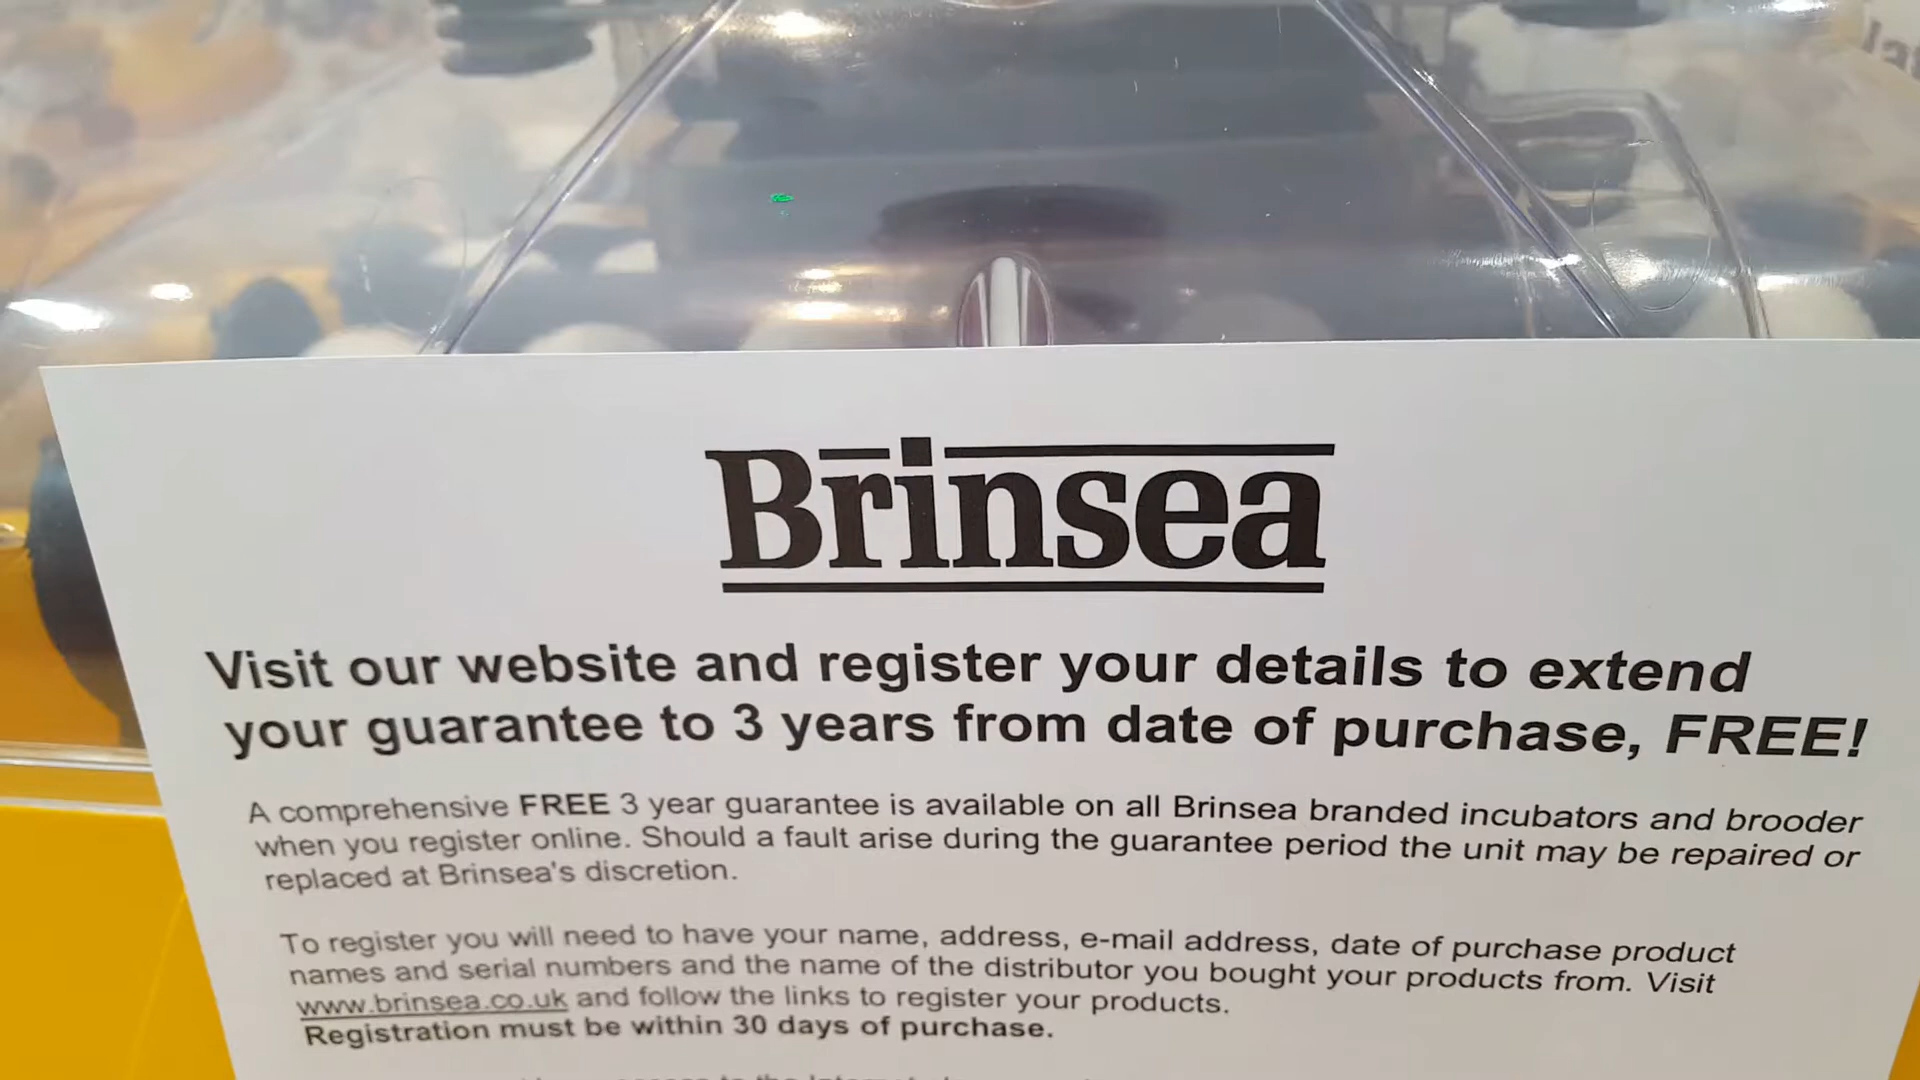 Brinsea
Visit our website and register your details to extend
your guarantee to 3 years from date of purchase, FREE!
A comprehensive FREE 3 year guarantee is available on all Brinsea branded incubators and brooder
when you register online. Should a fault arise during the guarantee period the unit may be repaired or
replaced at Brinsea's discretion.
To register you will need to have your name, address, e-mail address, date of purchase product
names and serial numbers and the name of the distributor you bought your products from. Visit
www.brinsea.co.uk and follow the links to register your products.
Registration must be within 30 days of purchase.